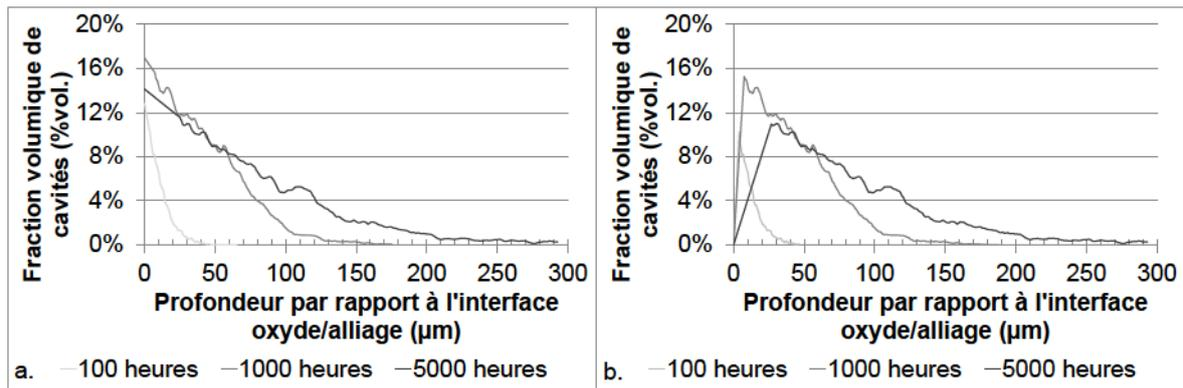 Fraction volumique de
cavités (%vol.)
20%
16%
12%
8%
4%
0%
0 50 100 150 200 250 300
Profondeur par rapport à l'interface
oxyde/alliage (µm)
a. 100 heures 1000 heures 5000 heures
Fraction volumique de
cavités (%vol.)
20%
16%
12%
8%
4%
0%
0 50 100 150 200 250 300
Profondeur par rapport à l'interface
oxyde/alliage (µm)
b. 100 heures 1000 heures 5000 heures